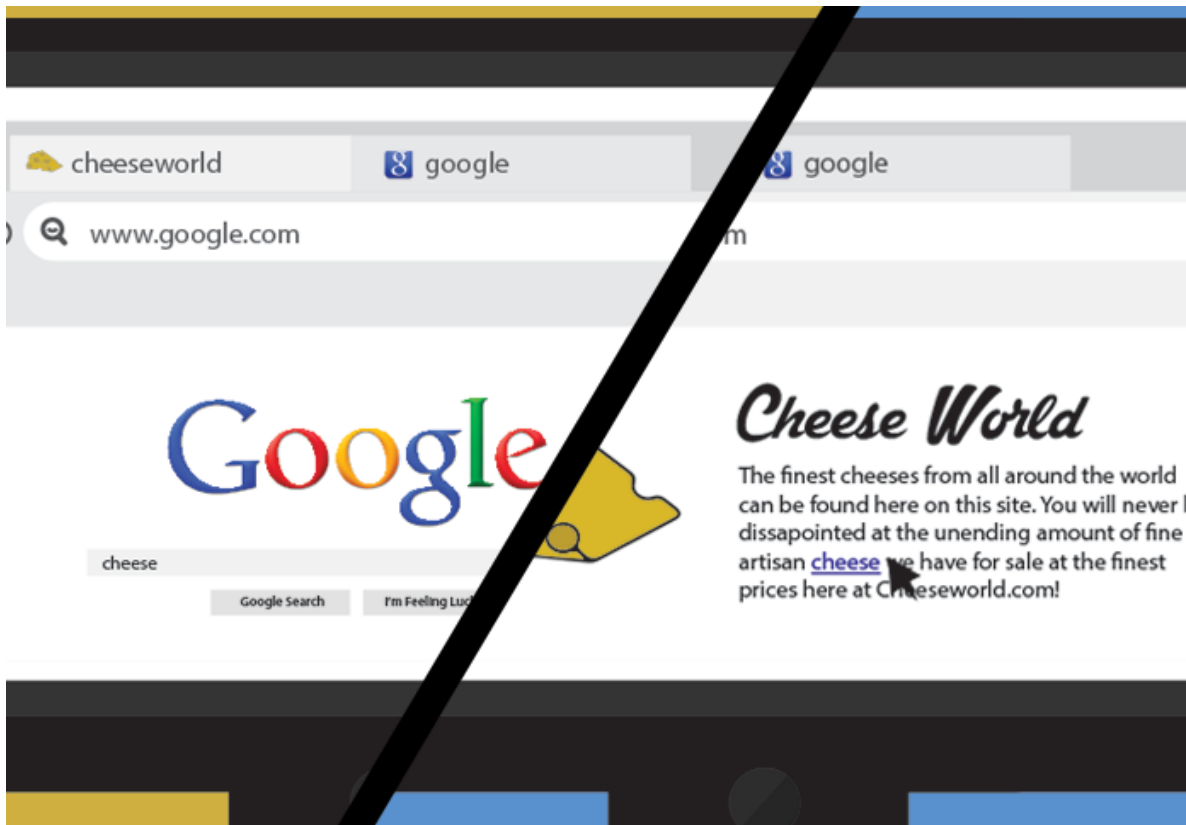 cheeseworld
google
google
www.google.com
m
Google
cheese
Google Search
I'm Feeling Luc
Cheese World
The finest cheeses from all around the world
can be found here on this site. You will never
dissapointed at the unending amount of fine
artisan cheese we have for sale at the finest
prices here at Cheeseworld.com!